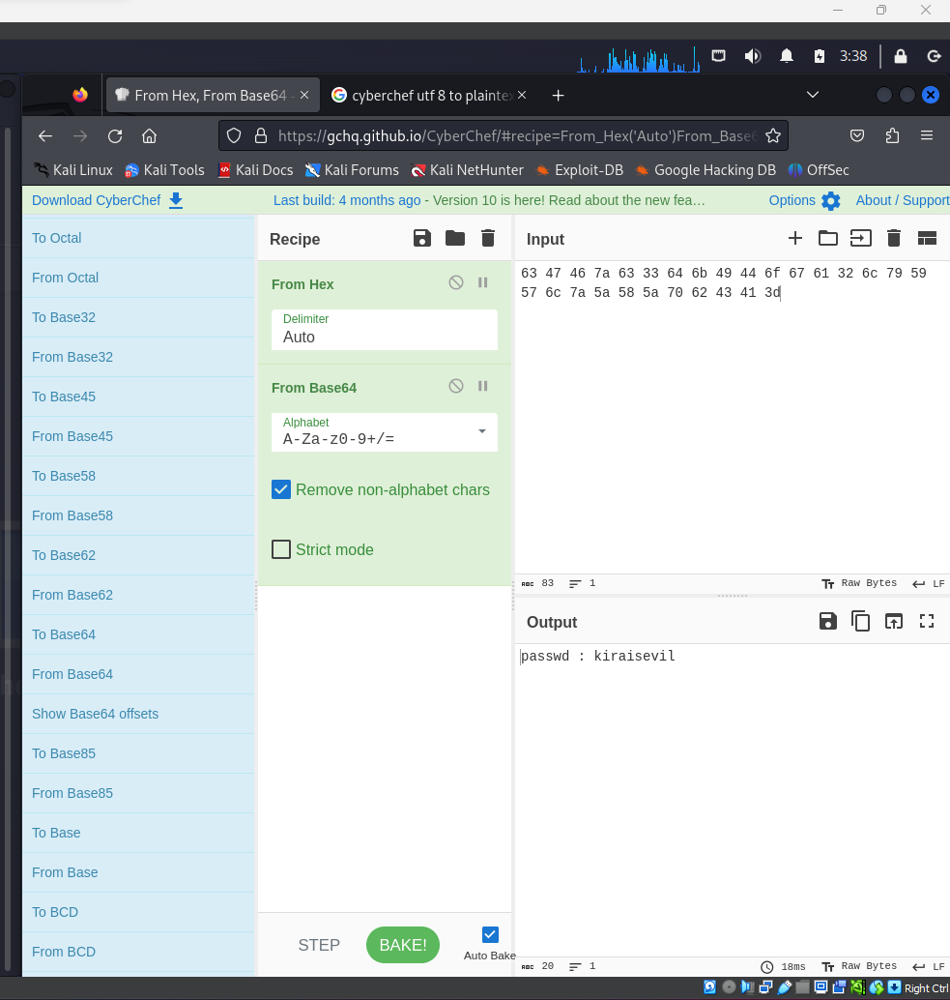 3:38
From Hex, From Base64 -
cyberchef utf 8 to plaintex
https://gchq.github.io/CyberChef/#recipe=From_Hex('Auto')From_Base6
Kali Linux Kali Tools Kali Docs Kali Forums Kali NetHunter Exploit-DB Google Hacking DB OffSec
Download CyberChef Last build: 4 months ago - Version 10 is here! Read about the new fea… Options About / Support
To Octal
From Octal
To Base32
From Base32
To Base45
From Base45
To Base58
From Base58
To Base62
From Base62
To Base64
From Base64
Show Base64 offsets
To Base85
From Base85
To Base
From Base
To BCD
From BCD
Recipe
From Hex
Delimiter
Auto
From Base64
Alphabet
A-Za-z0-9+/=
Remove non-alphabet chars
Strict mode
STEP BAKE! Auto Bake
Input
63 47 46 7a 63 33 64 6b 49 44 6f 67 61 32 6c 79 59
57 6c 7a 5a 58 5a 70 62 43 41 3d
ABC 83 1 Tт Raw Bytes LF
Output
passwd : kiraisevil
ABC 20 1 18ms Tт Raw Bytes LF
Right Ctrl